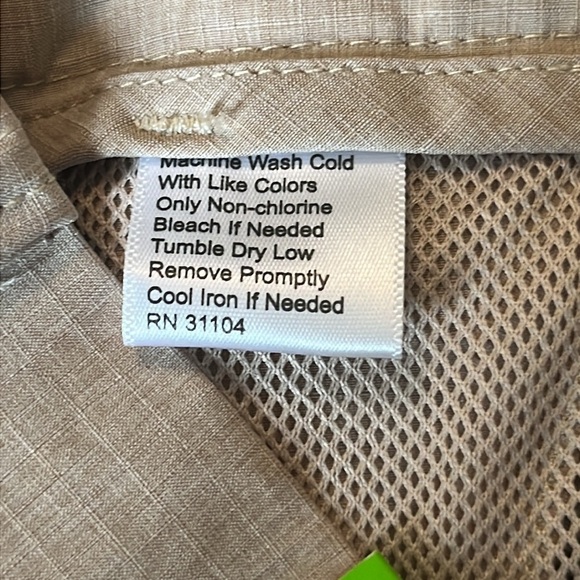 Machine Wash Cold
With Like Colors
Only Non-chlorine
Bleach If Needed
Tumble Dry Low
Remove Promptly
Cool Iron If Needed
RN 31104